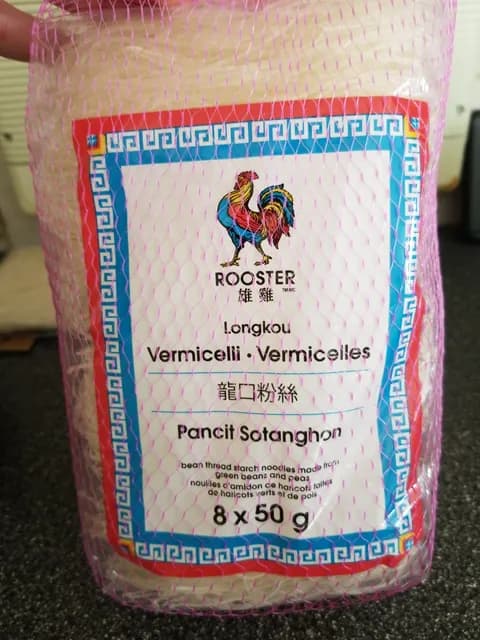 ROOSTER
雄雞 TM/MC
Longkou
Vermicelli • Vermicelles
龍口粉絲
Pancit Sotanghon
bean thread starch noodles made from
green beans and peas
nouilles d'amidon de haricots faites
de haricots verts et de pois
8 x 50 g